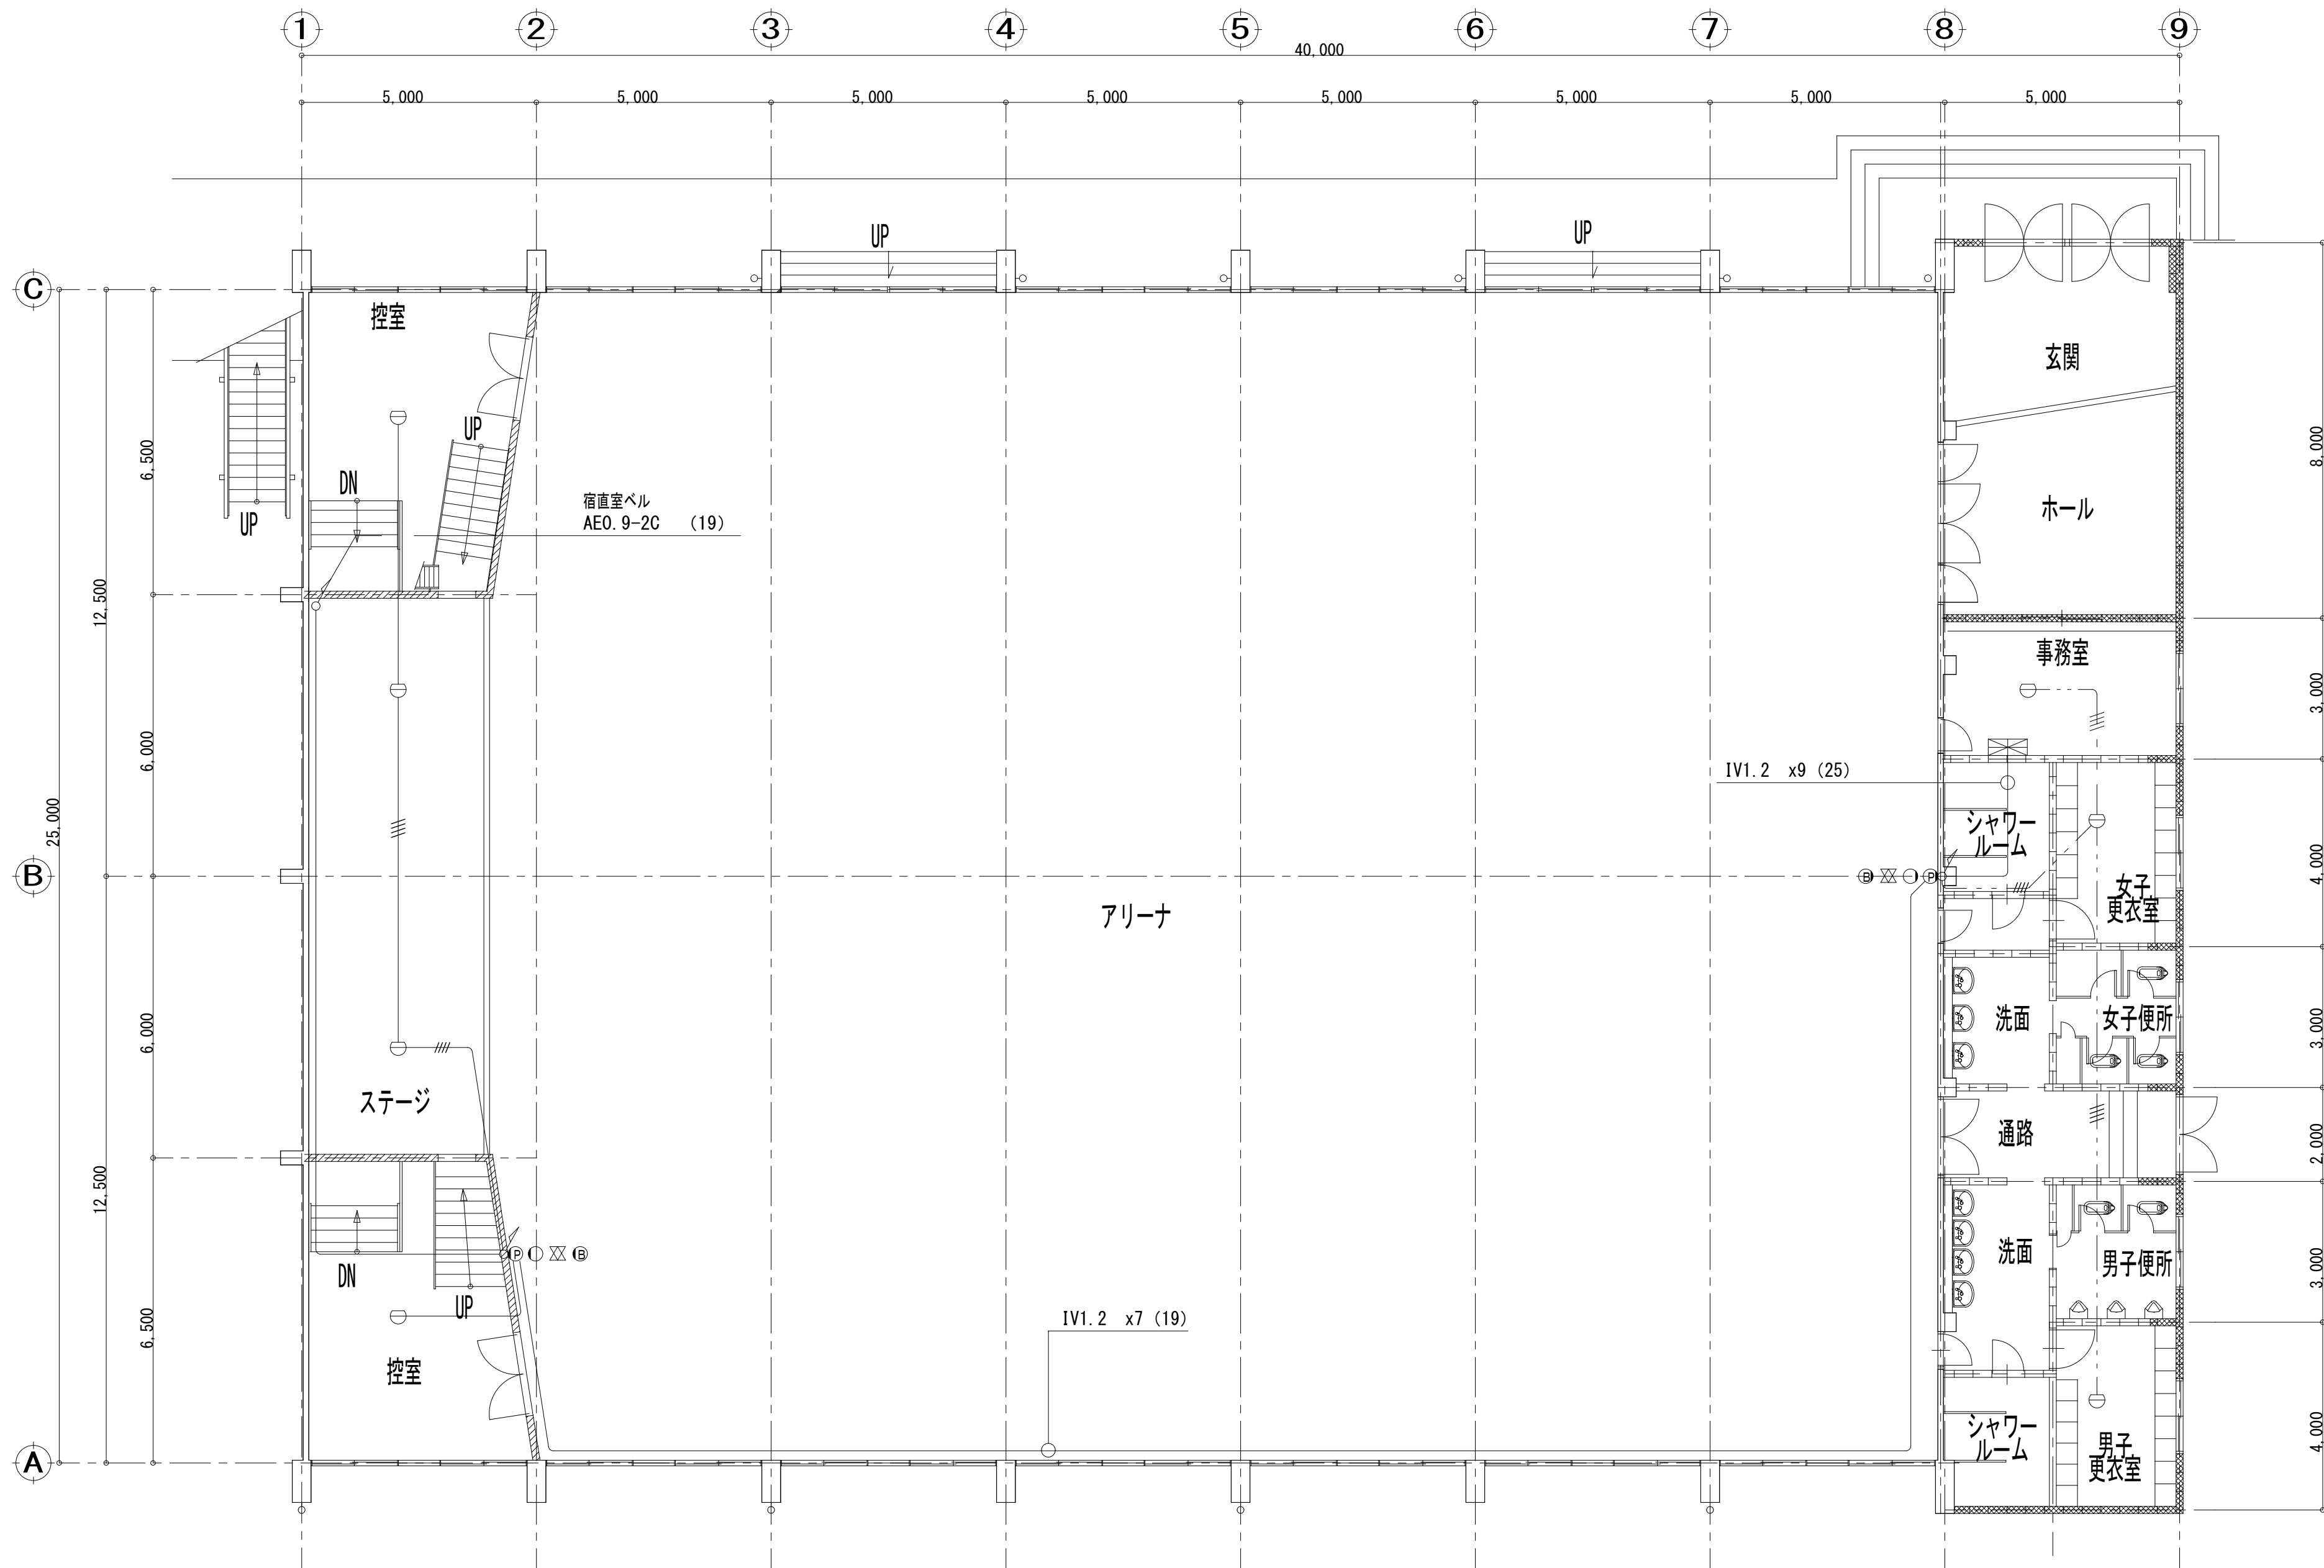 1 2 3 4 5 6 7 8 9
40,000
5,000 5,000 5,000 5,000 5,000 5,000 5,000 5,000
UP
UP
C
控室
玄関
UP
6,500
8,000
DN
宿直室ベル
AE0.9-2C (19)
ホール
UP
12,500
事務室
3,000
6,000
IV1.2 x9 (25)
25,000
シャワー
ルーム
B
B
P
4,000
女子
更衣室
アリーナ
洗面
女子便所
3,000
6,000
ステージ
通路
2,000
12,500
P
B
洗面
男子便所
3,000
DN
UP
6,500
IV1.2 x7 (19)
控室
シャワー
ルーム
男子
更衣室
4,000
A